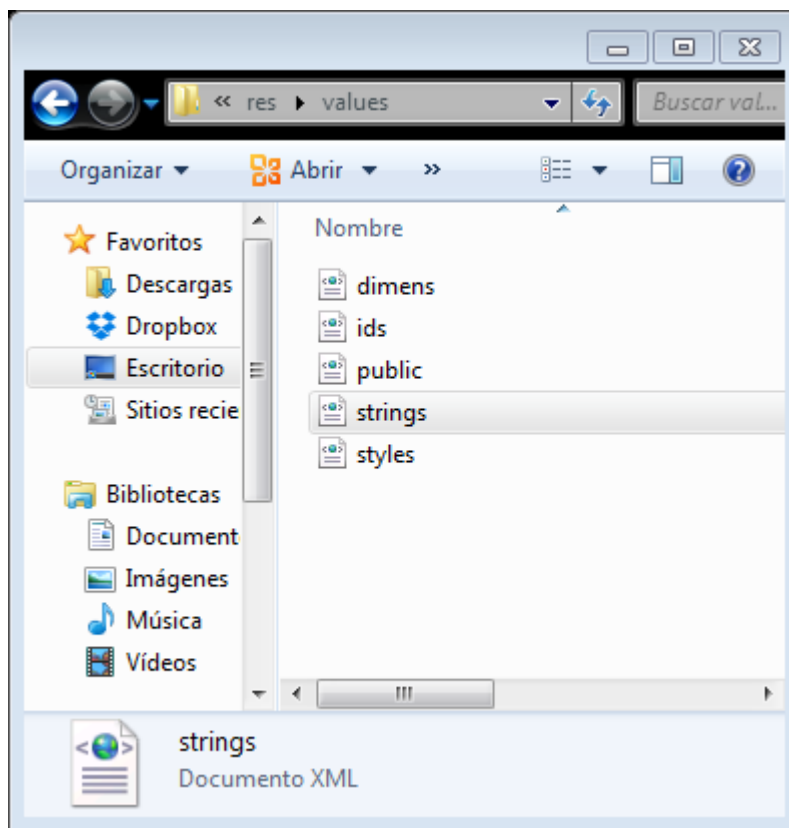 « res ▸ values
Buscar val...
Organizar
Abrir
»
Favoritos
Descargas
Dropbox
Escritorio
Sitios recie
Bibliotecas
Document
Imágenes
Música
Vídeos
Nombre
dimens
ids
public
strings
styles
strings
Documento XML